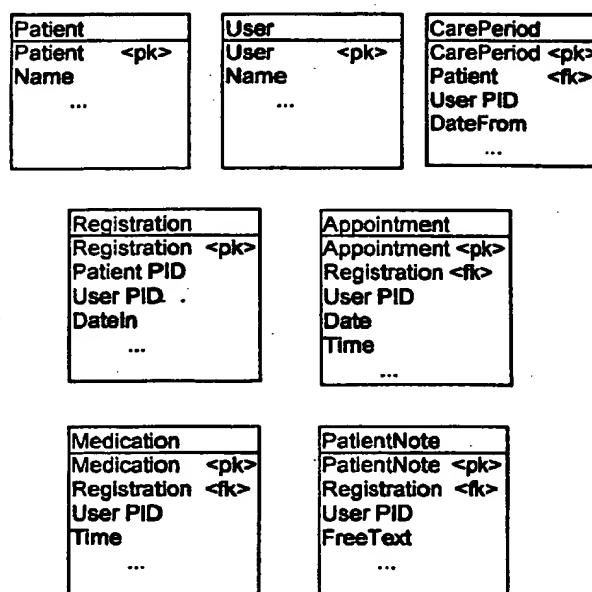 Patient
Patient <pk>
Name
...
User
User <pk>
Name
...
CarePeriod
CarePeriod <pk>
Patient <fk>
User PID
DateFrom
...
Registration
Registration <pk>
Patient PID
User PID
DateIn
...
Appointment
Appointment <pk>
Registration <fk>
User PID
Date
Time
...
Medication
Medication <pk>
Registration <fk>
User PID
Time
...
PatientNote
PatientNote <pk>
Registration <fk>
User PID
FreeText
...